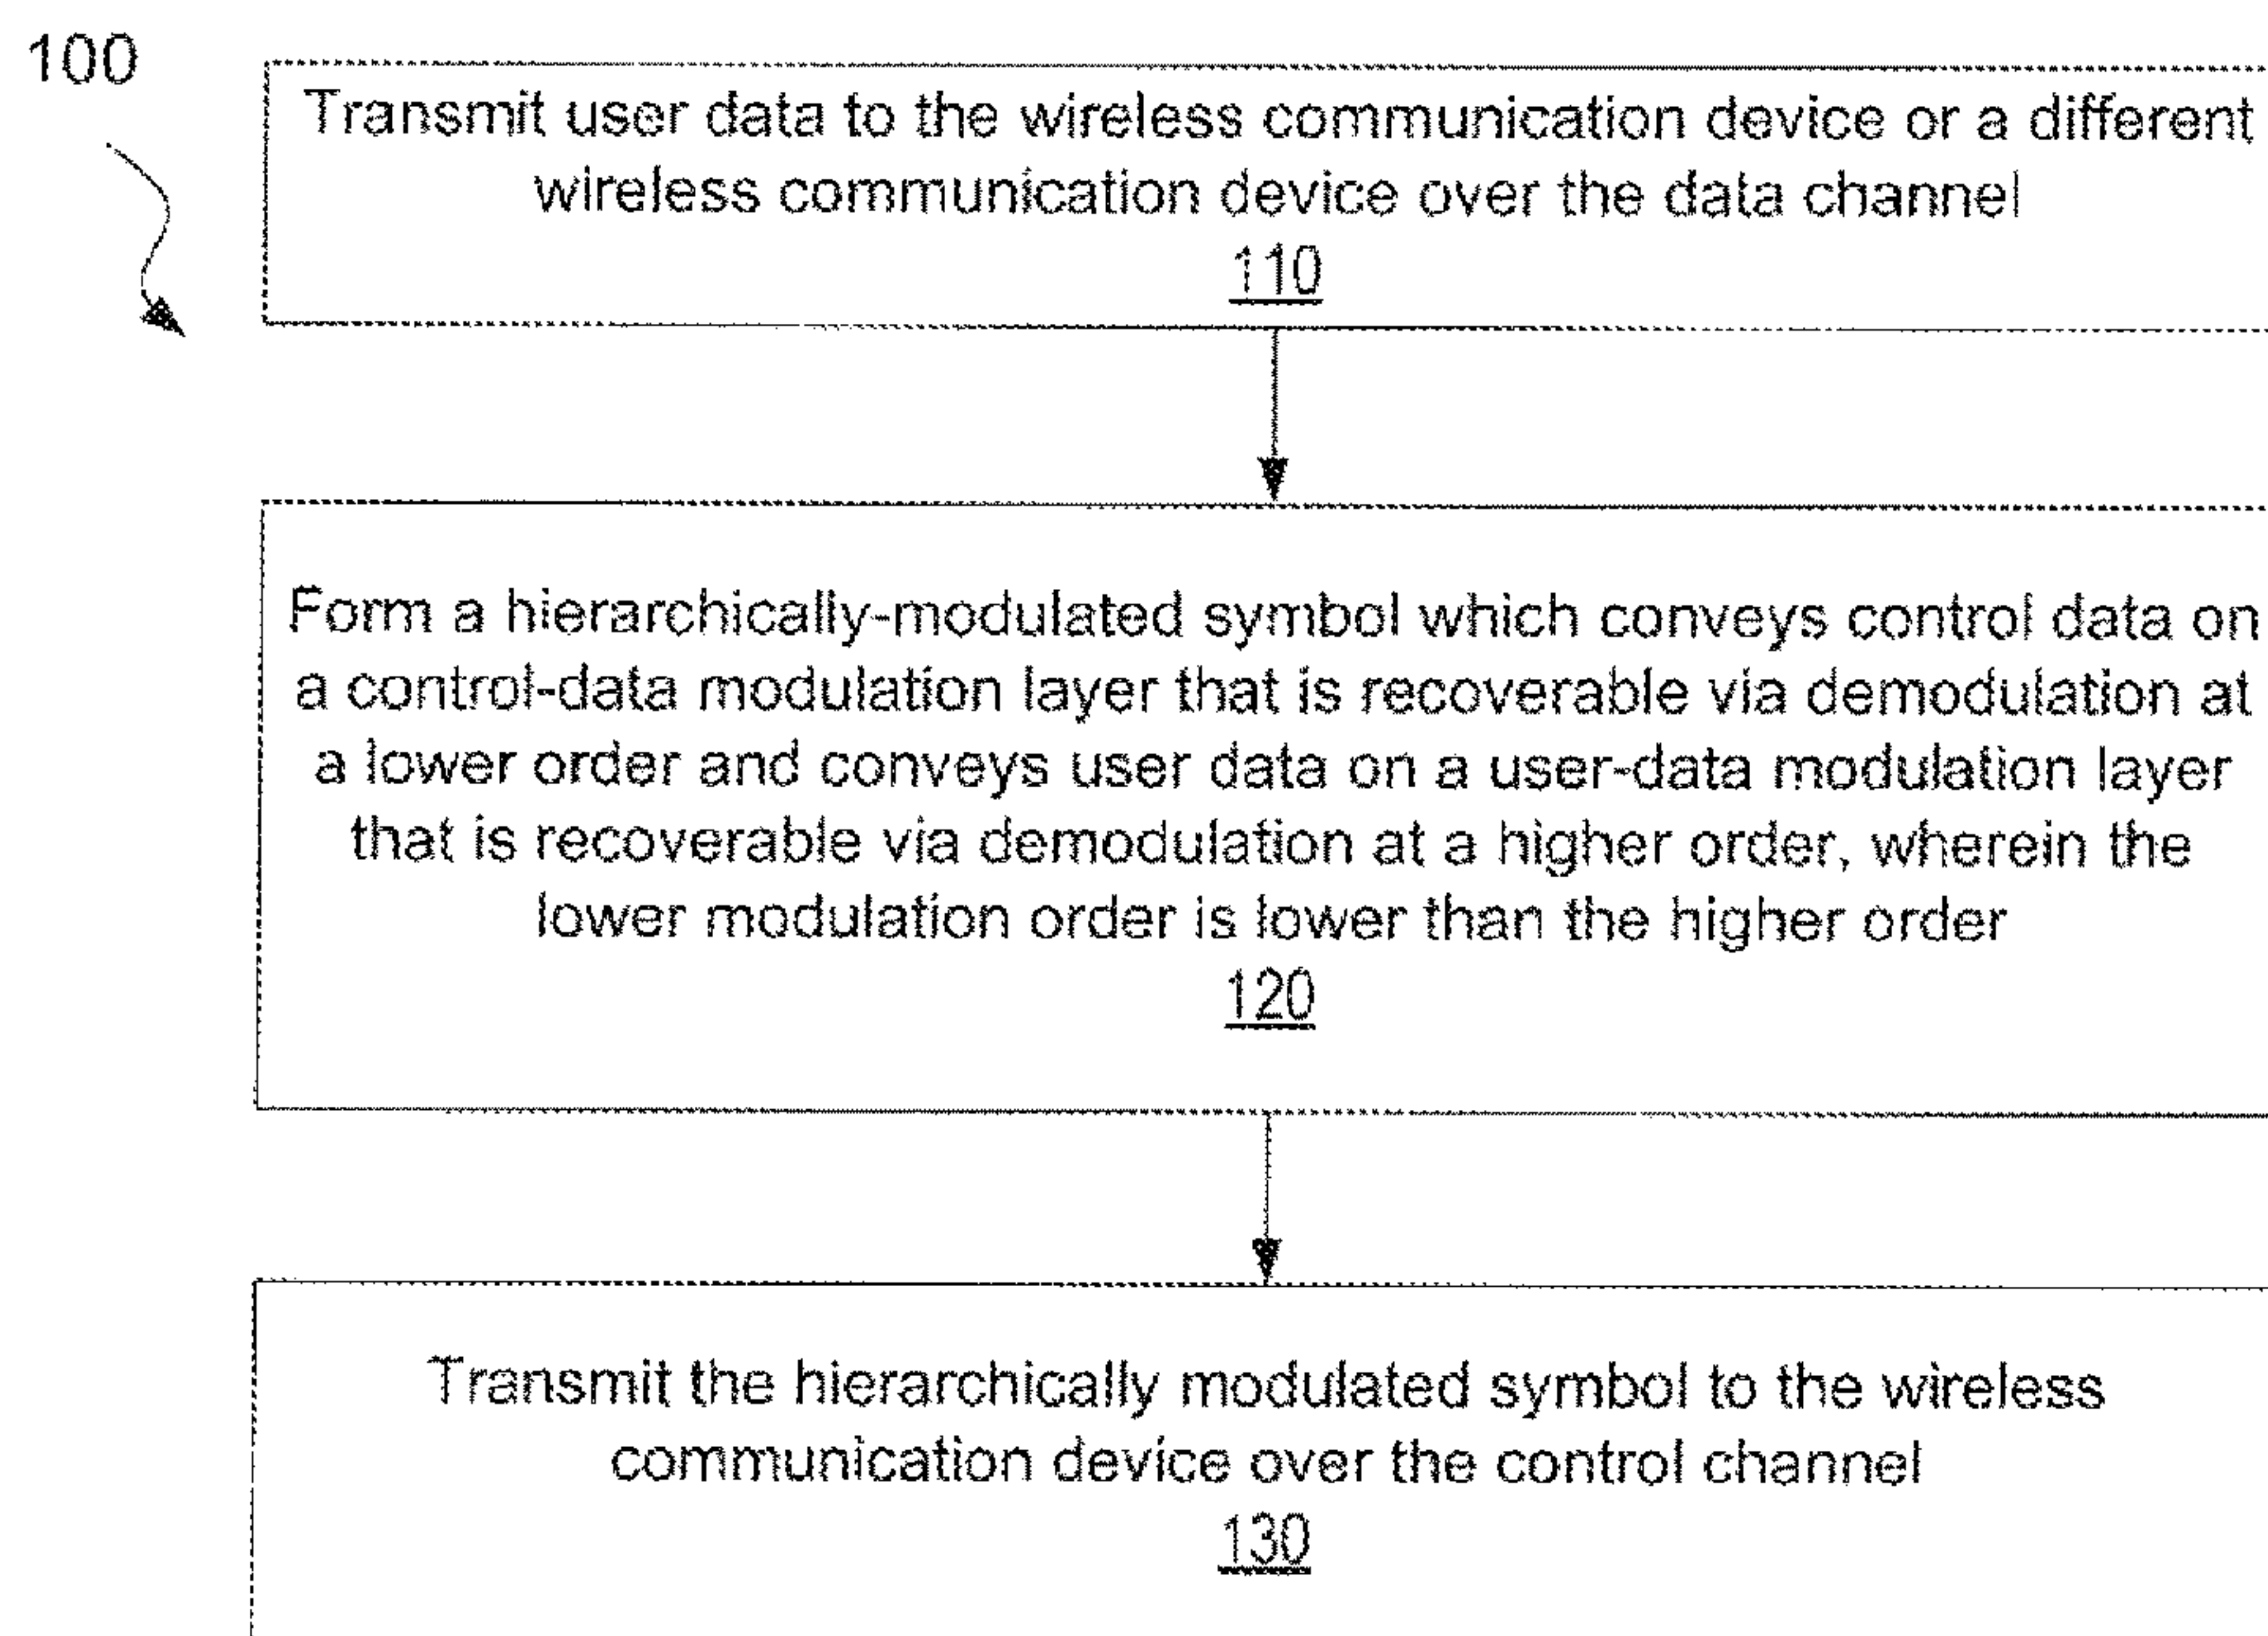 100
Transmit user data to the wireless communication device or a different
wireless communication device over the data channel
110
Form a hierarchically-modulated symbol which conveys control data on
a control-data modulation layer that is recoverable via demodulation at
a lower order and conveys user data on a user-data modulation layer
that is recoverable via demodulation at a higher order, wherein the
lower modulation order is lower than the higher order
120
Transmit the hierarchically modulated symbol to the wireless
communication device over the control channel
130